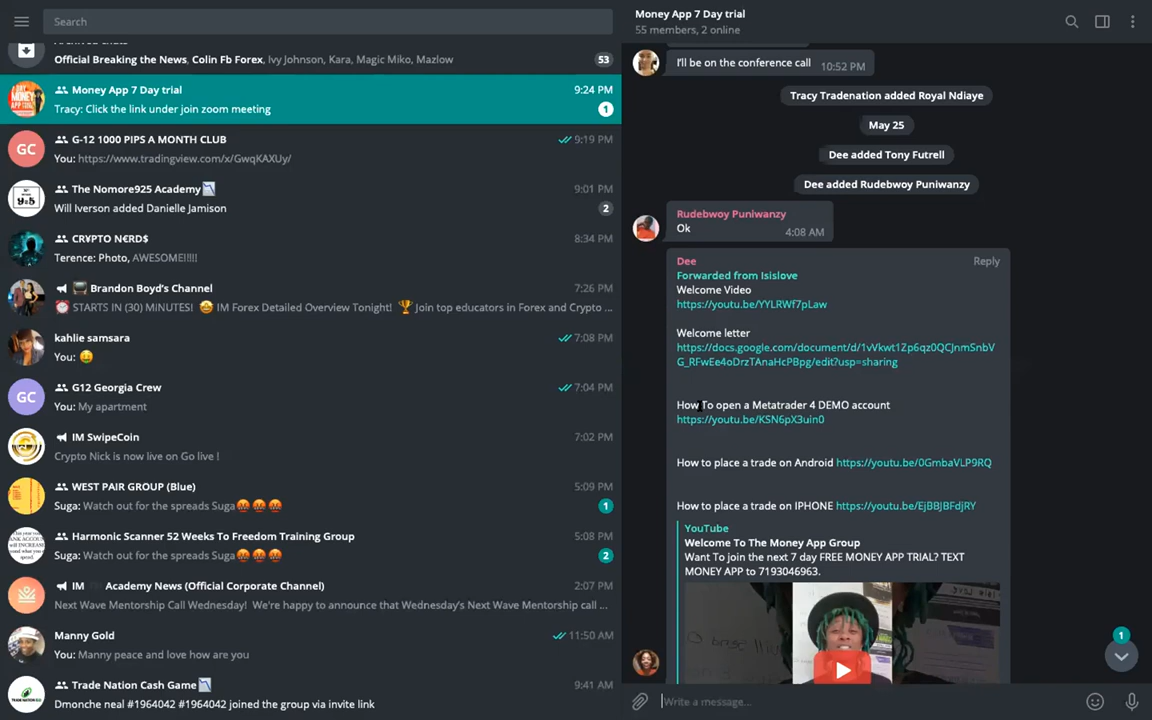 Search
Archived Chats
Official Breaking the News, Colin Fb Forex, Ivy Johnson, Kara, Magic Miko, Mazlow
53
Money App 7 Day trial
9:24 PM
Tracy: Click the link under join zoom meeting
1
GC
G-12 1000 PIPS A MONTH CLUB
9:19 PM
You: https://www.tradingview.com/x/GwqKAXUy/
The Nomore925 Academy
9:01 PM
Will Iverson added Danielle Jamison
2
CR¥PTO N€RD$
8:34 PM
Terence: Photo, AWESOME!!!!
Brandon Boyd's Channel
7:26 PM
⏰ STARTS IN (30) MINUTES! 🤩 IM Forex Detailed Overview Tonight! 🏆 Join top educators in Forex and Crypto ...
kahlie samsara
7:08 PM
You: 🤑
GC
G12 Georgia Crew
7:04 PM
You: My apartment
IM SwipeCoin
7:02 PM
Crypto Nick is now live on Go live !
WEST PAIR GROUP (Blue)
5:09 PM
Suga: Watch out for the spreads Suga😡😡😡
1
Harmonic Scanner 52 Weeks To Freedom Training Group
5:08 PM
Suga: Watch out for the spreads Suga😡😡😡
2
IM Academy News (Official Corporate Channel)
2:07 PM
Next Wave Mentorship Call Wednesday! We're happy to announce that Wednesday's Next Wave Mentorship call ...
Manny Gold
11:50 AM
You: Manny peace and love how are you
Trade Nation Cash Game
9:41 AM
Dmonche neal #1964042 #1964042 joined the group via invite link
Money App 7 Day trial
55 members, 2 online
I'll be on the conference call
10:52 PM
Tracy Tradenation added Royal Ndiaye
May 25
Dee added Tony Futrell
Dee added Rudebwoy Puniwanzy
Rudebwoy Puniwanzy
Ok
4:08 AM
Dee
Reply
Forwarded from Isislove
Welcome Video
https://youtu.be/YYLRWf7pLaw
Welcome letter
https://docs.google.com/document/d/1vVkwt1Zp6qz0QCJnmSnbV
G_RFwEe4oDrzTAnaHcPBpg/edit?usp=sharing
How To open a Metatrader 4 DEMO account
https://youtu.be/KSN6pX3uin0
How to place a trade on Android https://youtu.be/0GmbaVLP9RQ
How to place a trade on IPHONE https://youtu.be/EjBBJBFdjRY
YouTube
Welcome To The Money App Group
Want To join the next 7 day FREE MONEY APP TRIAL? TEXT
MONEY APP to 7193046963.
1
Write a message...